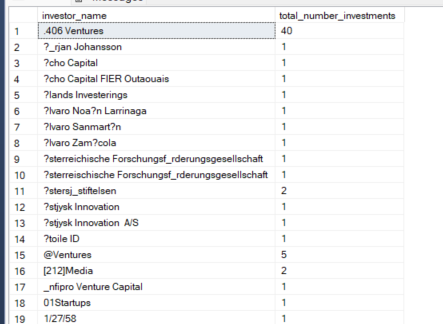 investor_name total_number_investments
1 .406 Ventures 40
2 ?_rjan Johansson 1
3 ?cho Capital 1
4 ?cho Capital FIER Outaouais 1
5 ?lands Investerings 1
6 ?lvaro Noa?n Larrinaga 1
7 ?lvaro Sanmart?n 1
8 ?lvaro Zam?cola 1
9 ?sterreichische Forschungsf_rderungsgesellschaft 1
10 ?sterreischische Forschungsf_rderungsgesellschaft 1
11 ?stersj_stiftelsen 2
12 ?stjysk Innovation 1
13 ?stjysk Innovation A/S 1
14 ?toile ID 1
15 @Ventures 5
16 [212]Media 2
17 _nfipro Venture Capital 1
18 01Startups 1
19 1/27/58 1